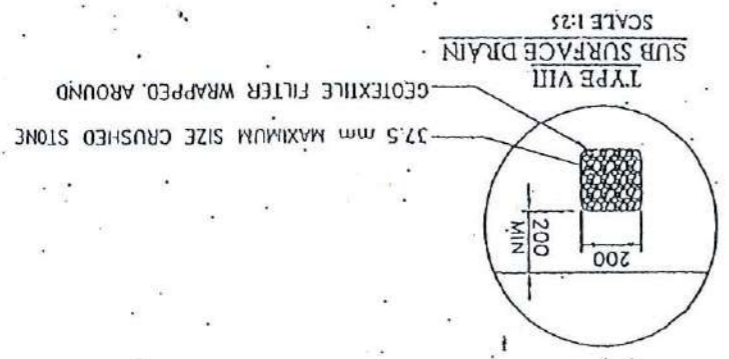 200
200
MIN
37.5 mm MAXIMUM SIZE CRUSHED STONE
GEOTEXTILE FILTER WRAPPED. AROUND
TYPE VIII
SUB SURFACE DRAIN
SCALE 1:25